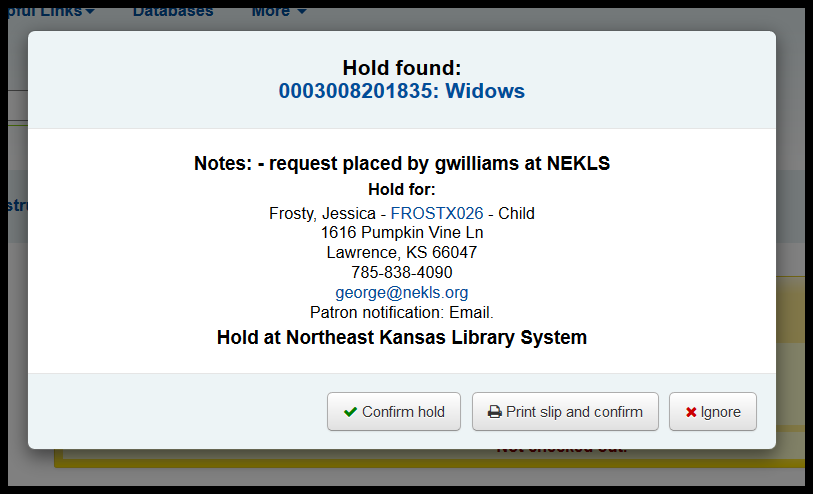 Links
Databases
More
Hold found:
0003008201835: Widows
Notes: - request placed by gwilliams at NEKLS
Hold for:
Frosty, Jessica - FROSTX026 - Child
1616 Pumpkin Vine Ln
Lawrence, KS 66047
785-838-4090
george@nekls.org
Patron notification: Email.
Hold at Northeast Kansas Library System
Confirm hold
Print slip and confirm
Ignore
Not checked out.